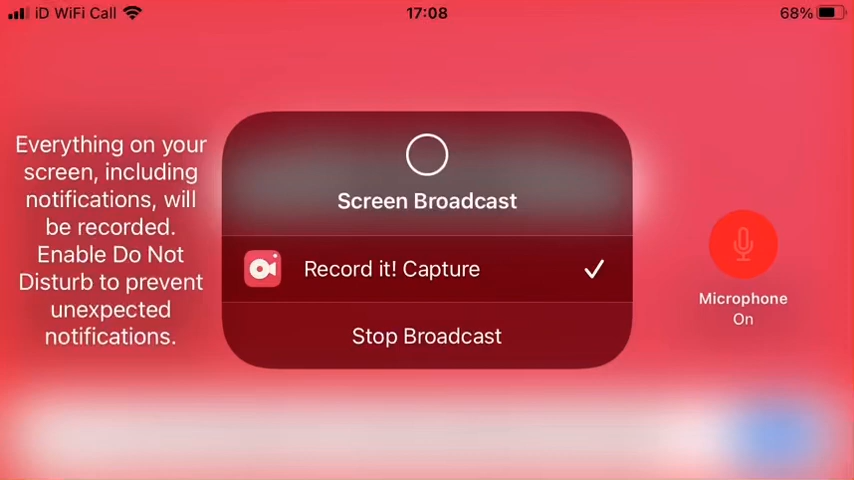 iD WiFi Call
17:08
68%
Everything on your
screen, including
notifications, will
be recorded.
Enable Do Not
Disturb to prevent
unexpected
notifications.
Screen Broadcast
Record it! Capture
Stop Broadcast
Microphone
On